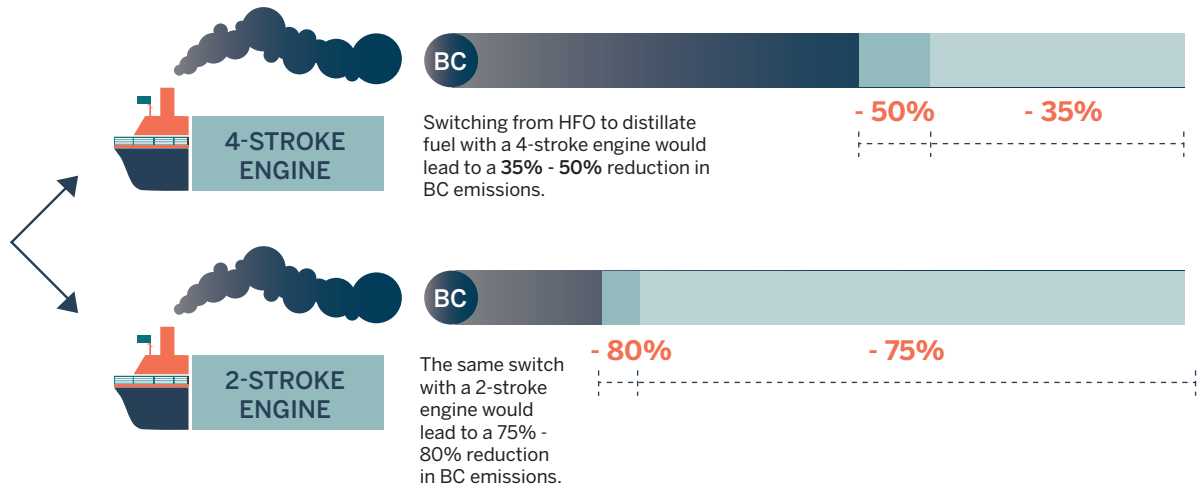 BC
- 50%
- 35%
4-STROKE
ENGINE
Switching from HFO to distillate
fuel with a 4-stroke engine would
lead to a 35% - 50% reduction in
BC emissions.
BC
- 80%
- 75%
2-STROKE
ENGINE
The same switch
with a 2-stroke
engine would
lead to a 75% -
80% reduction
in BC emissions.